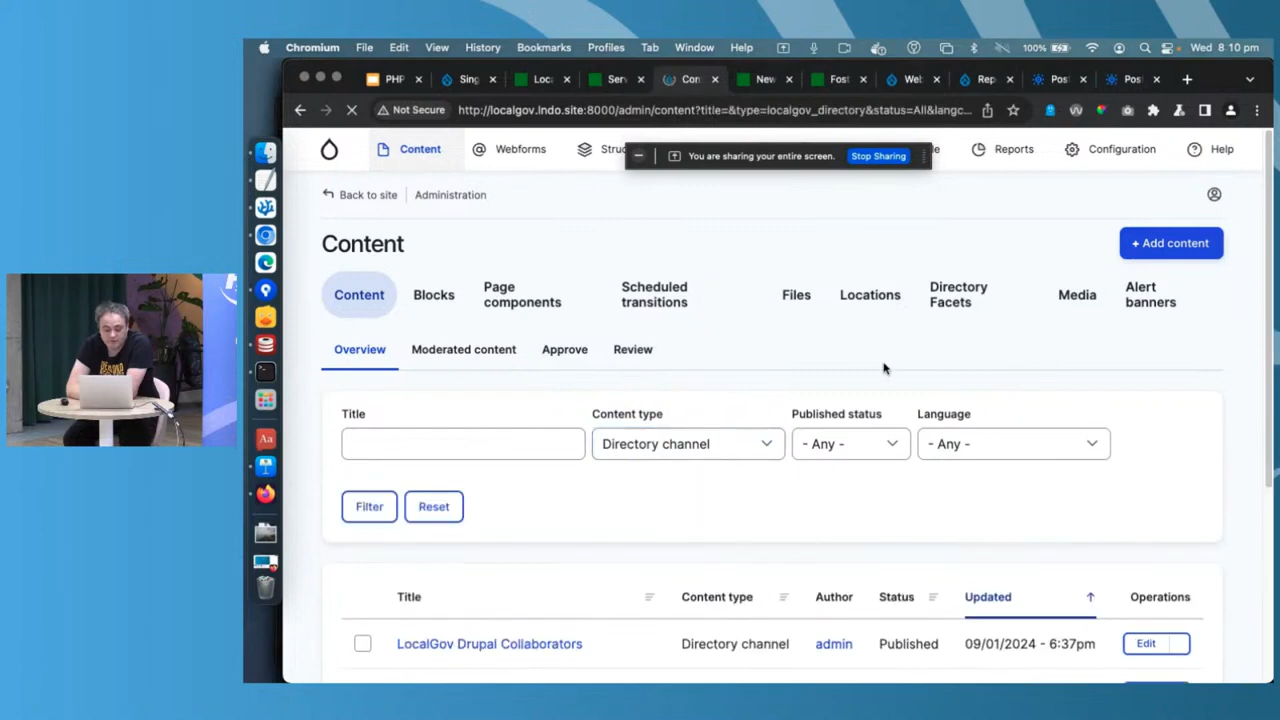 Chromium File Edit View History Bookmarks Profiles Tab Window Help 100% Wed 8:10 pm
PHP Sing Loca Serv Con New Fost Web Rep Pos Pos
Not Secure http://localgov.lndo.site:8000/admin/content?title=&type=localgov_directory&status=All&langc...
Content Webforms Struc le Reports Configuration Help
You are sharing your entire screen. Stop Sharing
Back to site Administration
Content
+ Add content
Content Blocks Page components Scheduled transitions Files Locations Directory Facets Media Alert banners
Overview Moderated content Approve Review
Title Content type Published status Language
Directory channel - Any - - Any -
Filter Reset
Title Content type Author Status Updated Operations
LocalGov Drupal Collaborators Directory channel admin Published 09/01/2024 - 6:37pm Edit